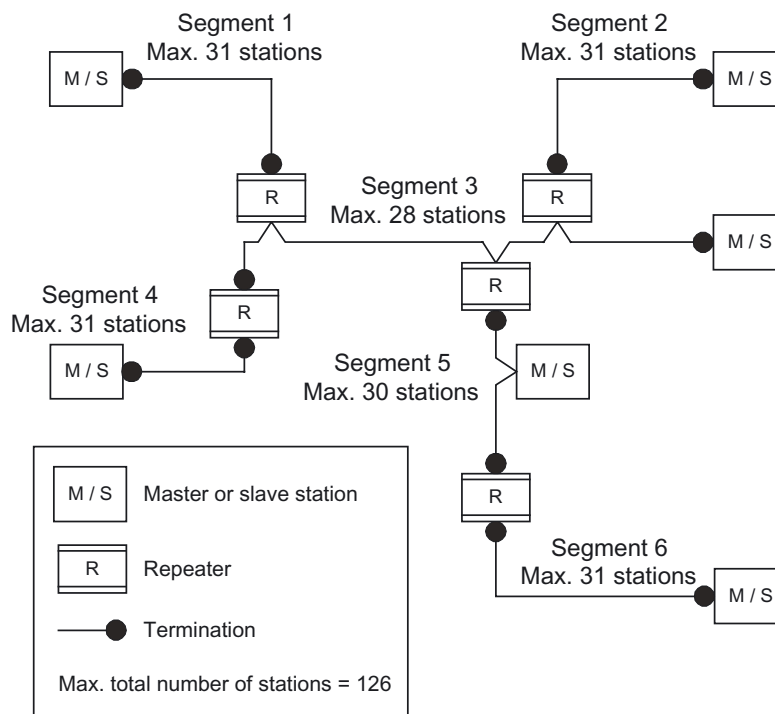 Segment 1
Max. 31 stations
Segment 2
Max. 31 stations
M / S
M / S
R
Segment 3
Max. 28 stations
R
M / S
Segment 4
Max. 31 stations
R
R
M / S
Segment 5
Max. 30 stations
M / S
M / S
Master or slave station
R
R
Repeater
Segment 6
Max. 31 stations
M / S
Termination
Max. total number of stations = 126